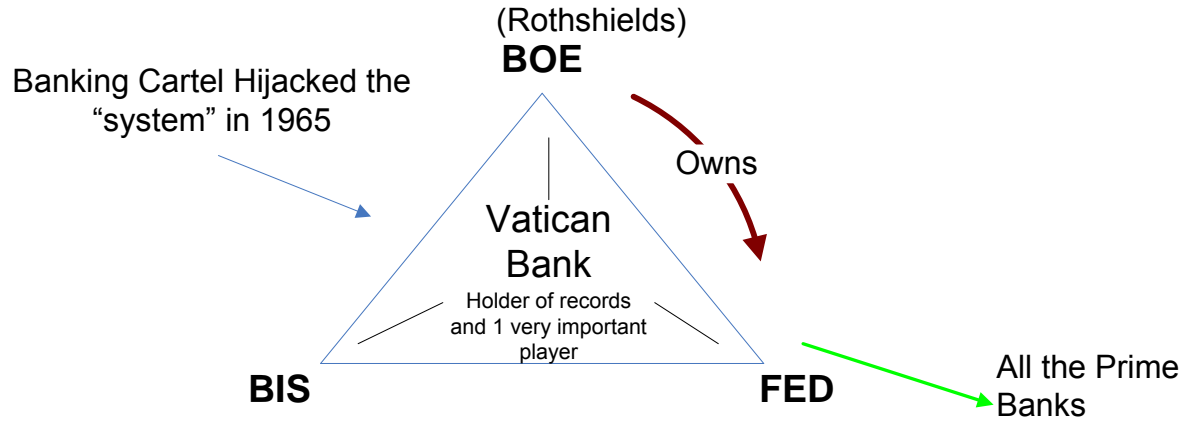 (Rothshields)
BOE
Banking Cartel Hijacked the
“system” in 1965
Owns
Vatican
Bank
Holder of records
and 1 very important
player
BIS
FED
All the Prime
Banks